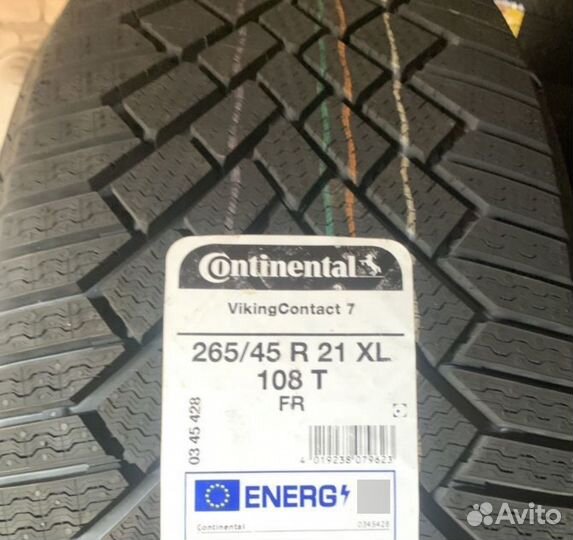 Continental
VikingContact 7
265/45 R 21 XL
108 T
FR
03 45 428
4 019238 079623
ENERG
Continental
0345428
Avito